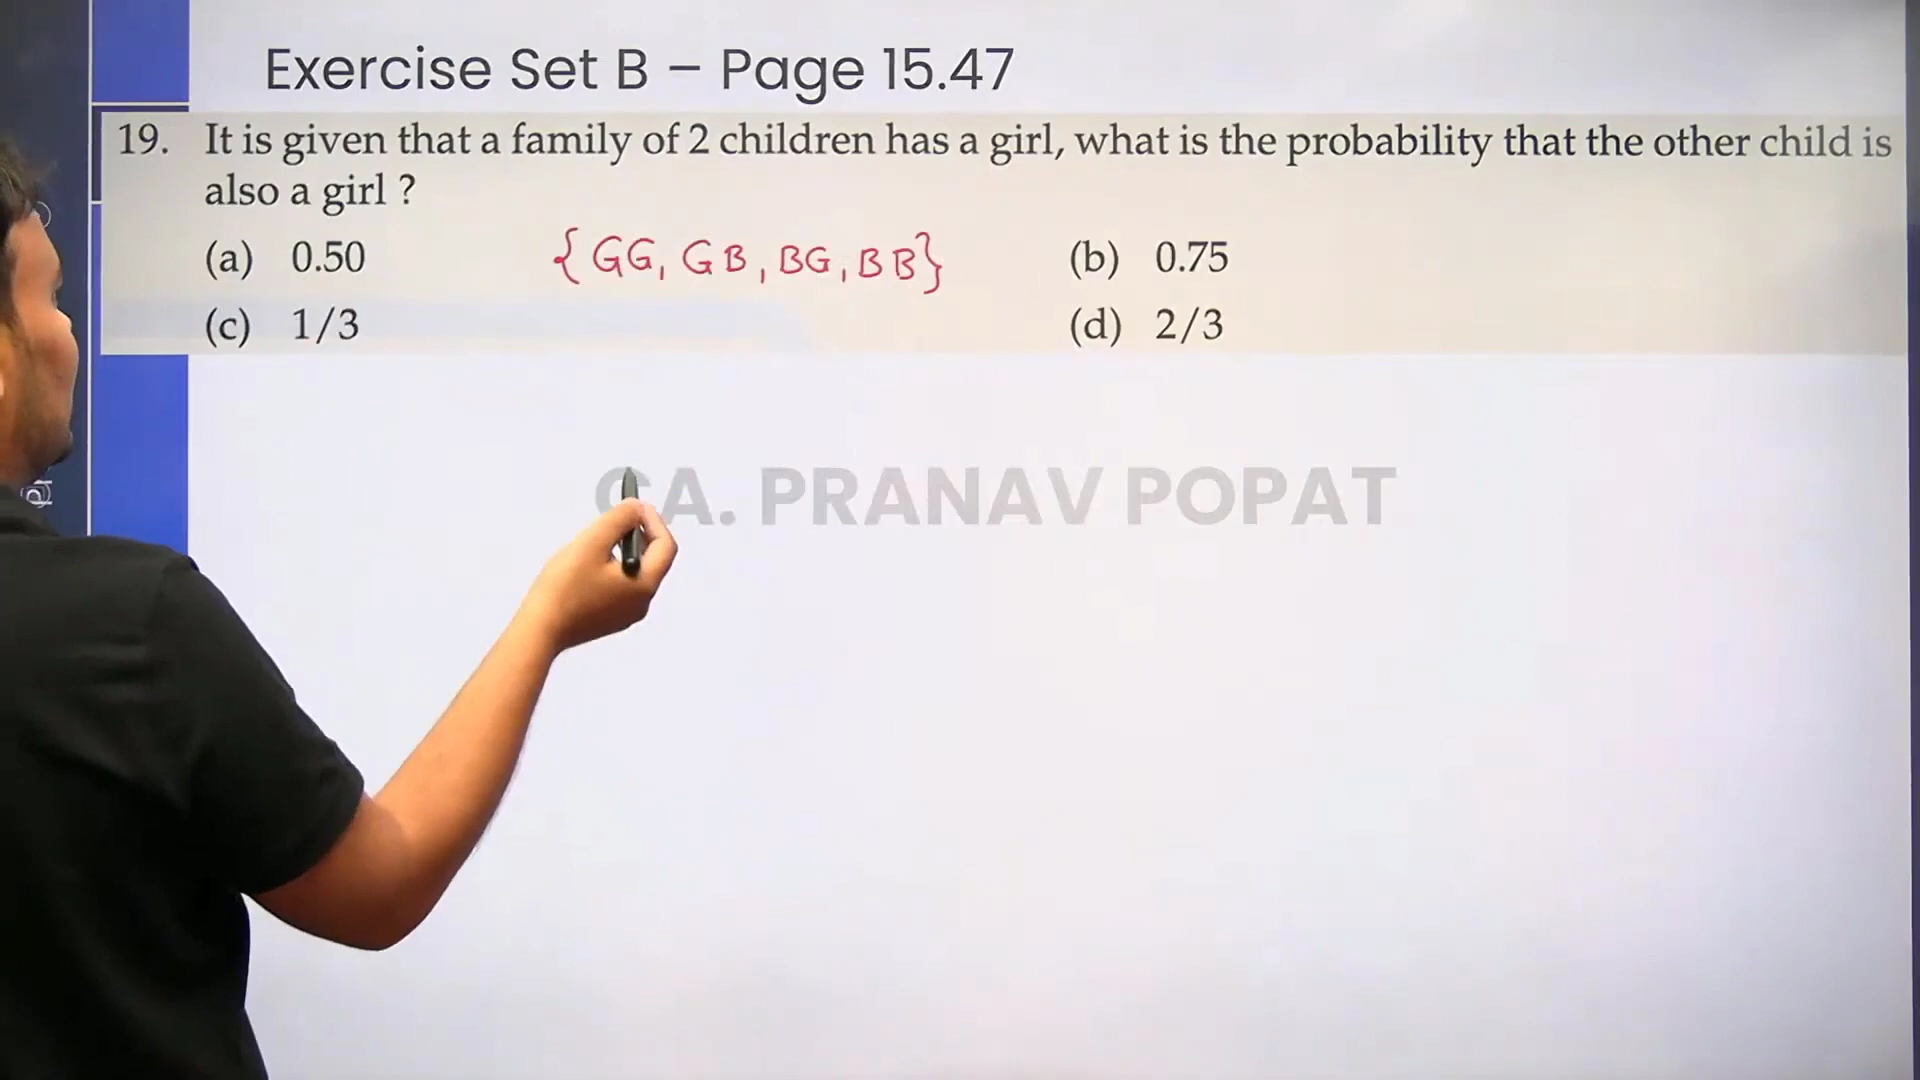 Exercise Set B – Page 15.47
19. It is given that a family of 2 children has a girl, what is the probability that the other child is
also a girl ?
(a) 0.50 {GG, GB, BG, BB} (b) 0.75
(c) 1/3 (d) 2/3
CA. PRANAV POPAT